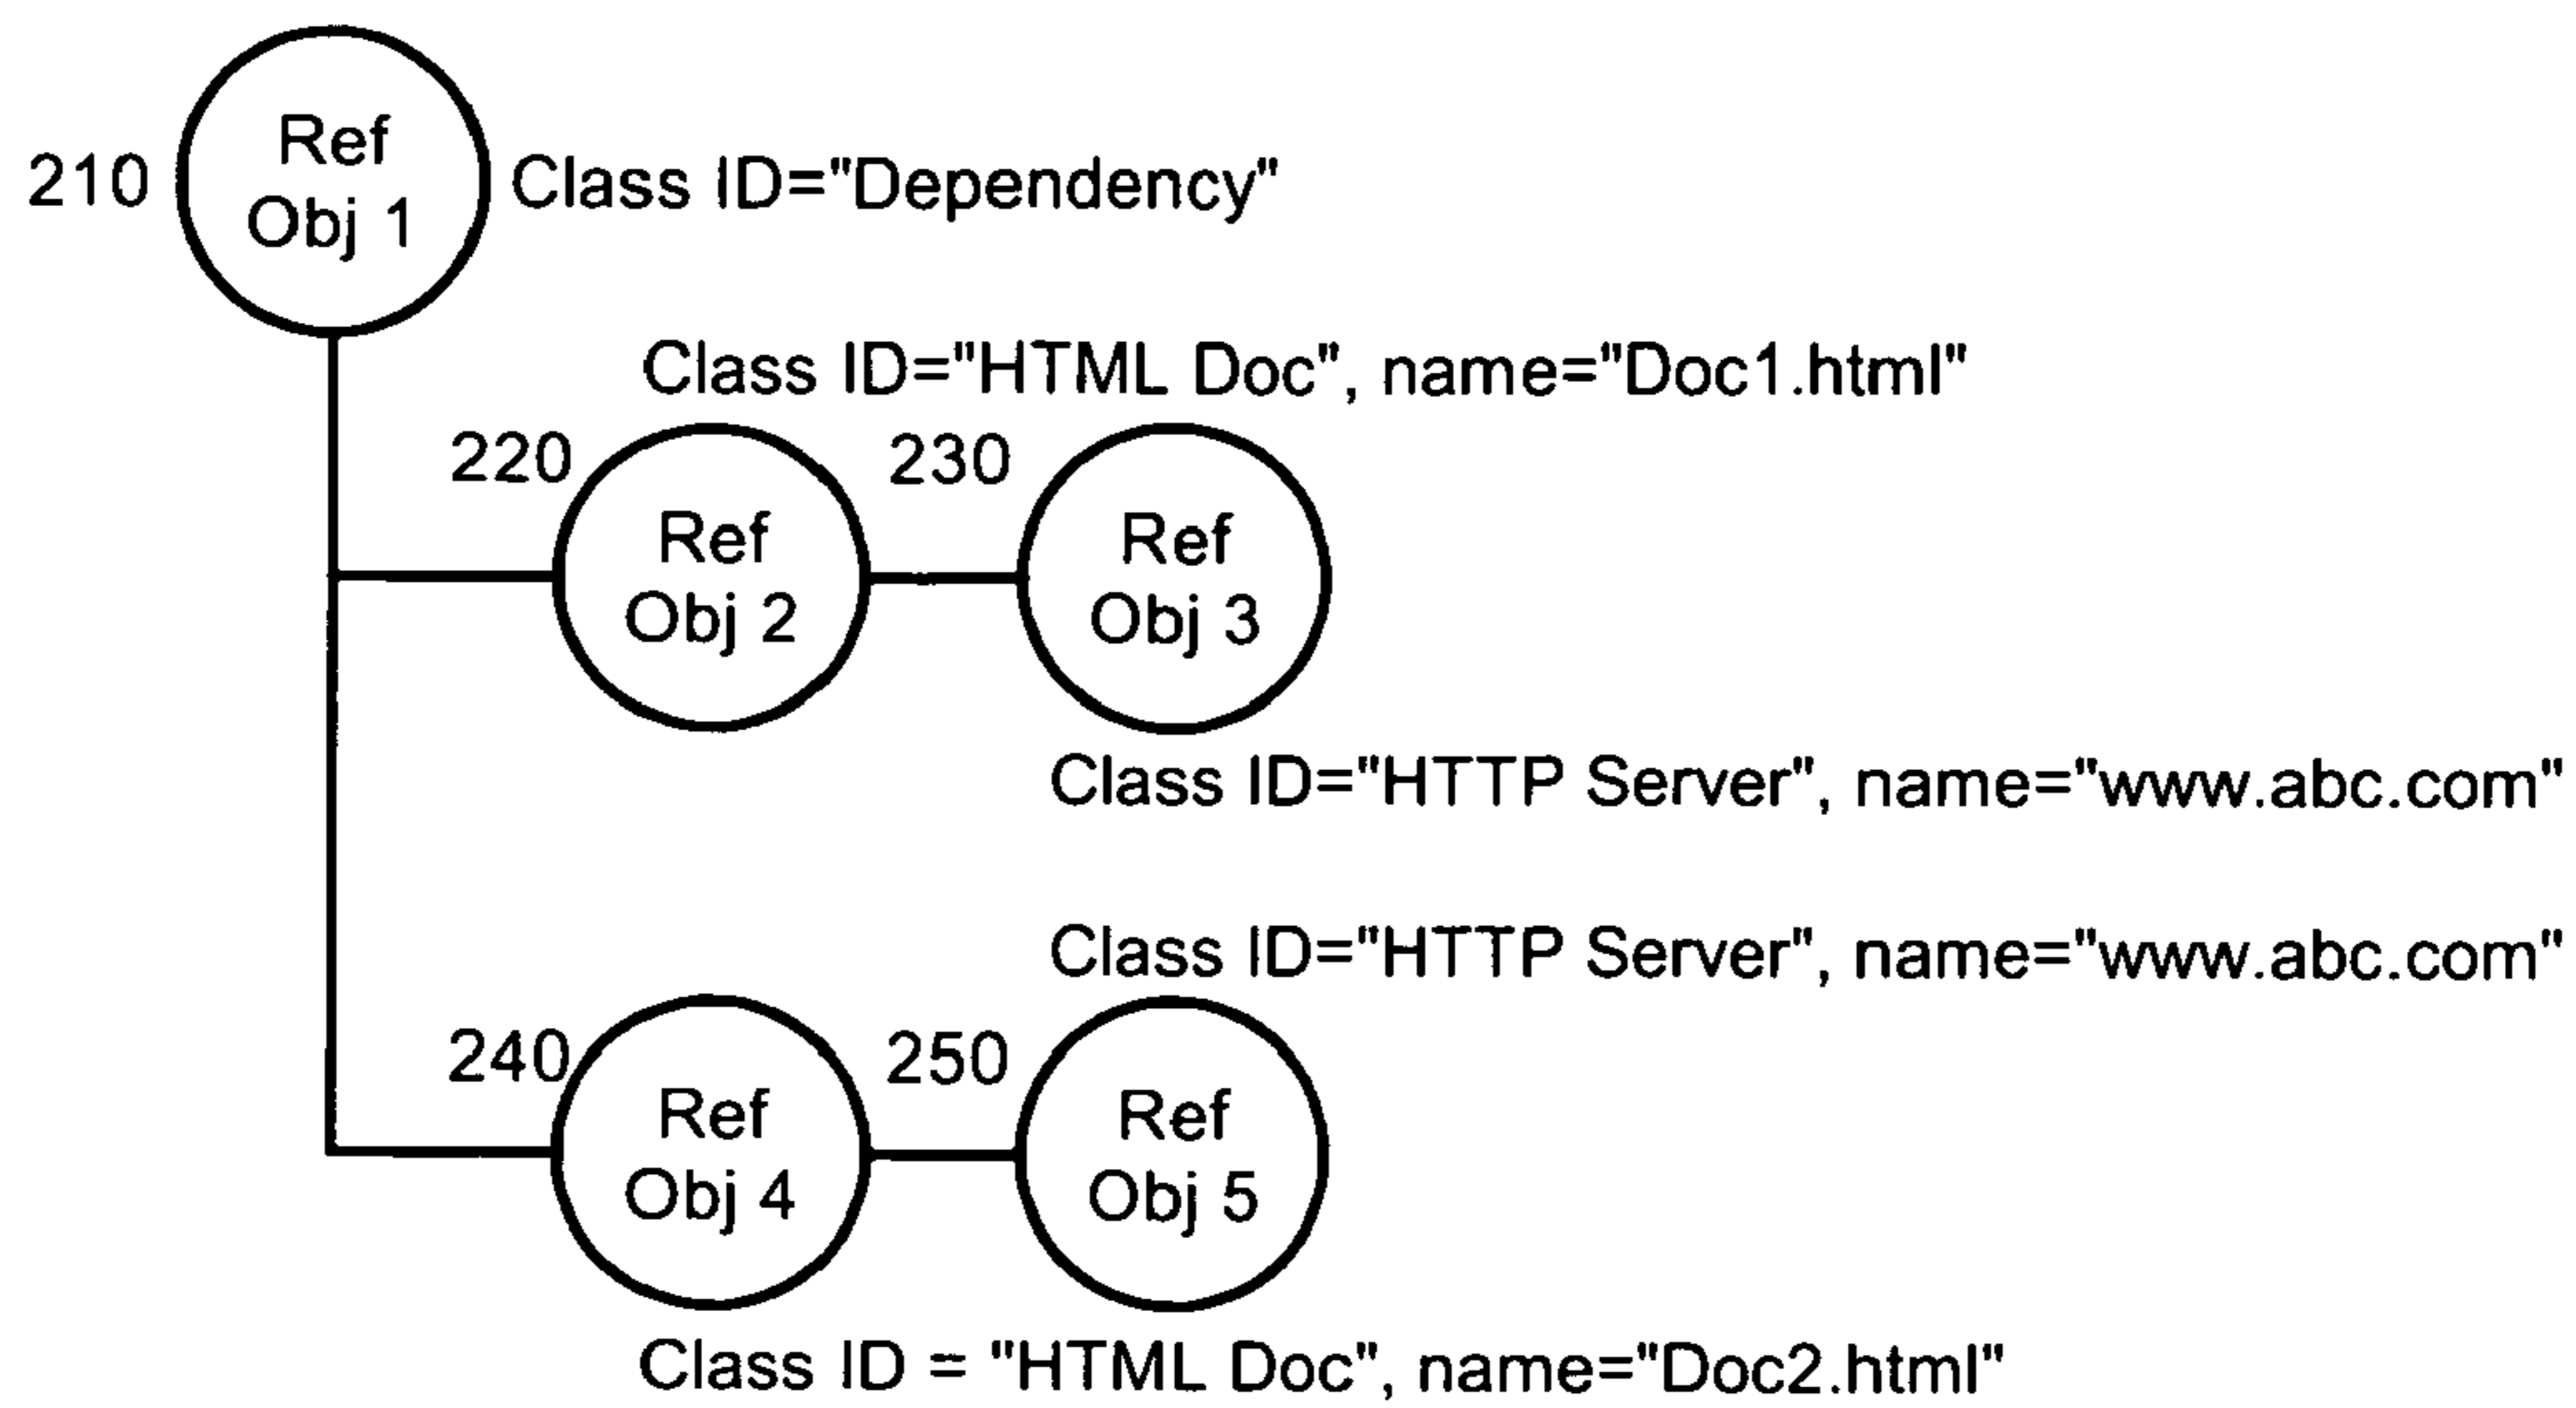 210
Ref
Obj 1
Class ID="Dependency"
Class ID="HTML Doc", name="Doc1.html"
220
Ref
Obj 2
230
Ref
Obj 3
Class ID="HTTP Server", name="www.abc.com"
Class ID="HTTP Server", name="www.abc.com"
240
Ref
Obj 4
250
Ref
Obj 5
Class ID = "HTML Doc", name="Doc2.html"